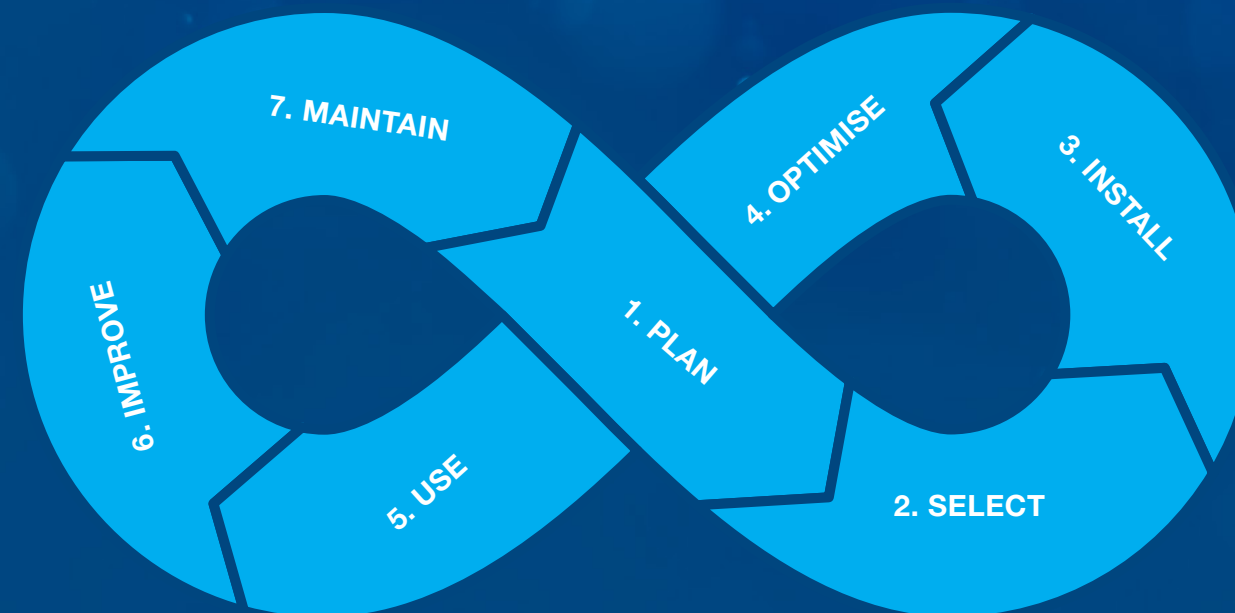 1. PLAN
2. SELECT
3. INSTALL
4. OPTIMISE
5. USE
6. IMPROVE
7. MAINTAIN